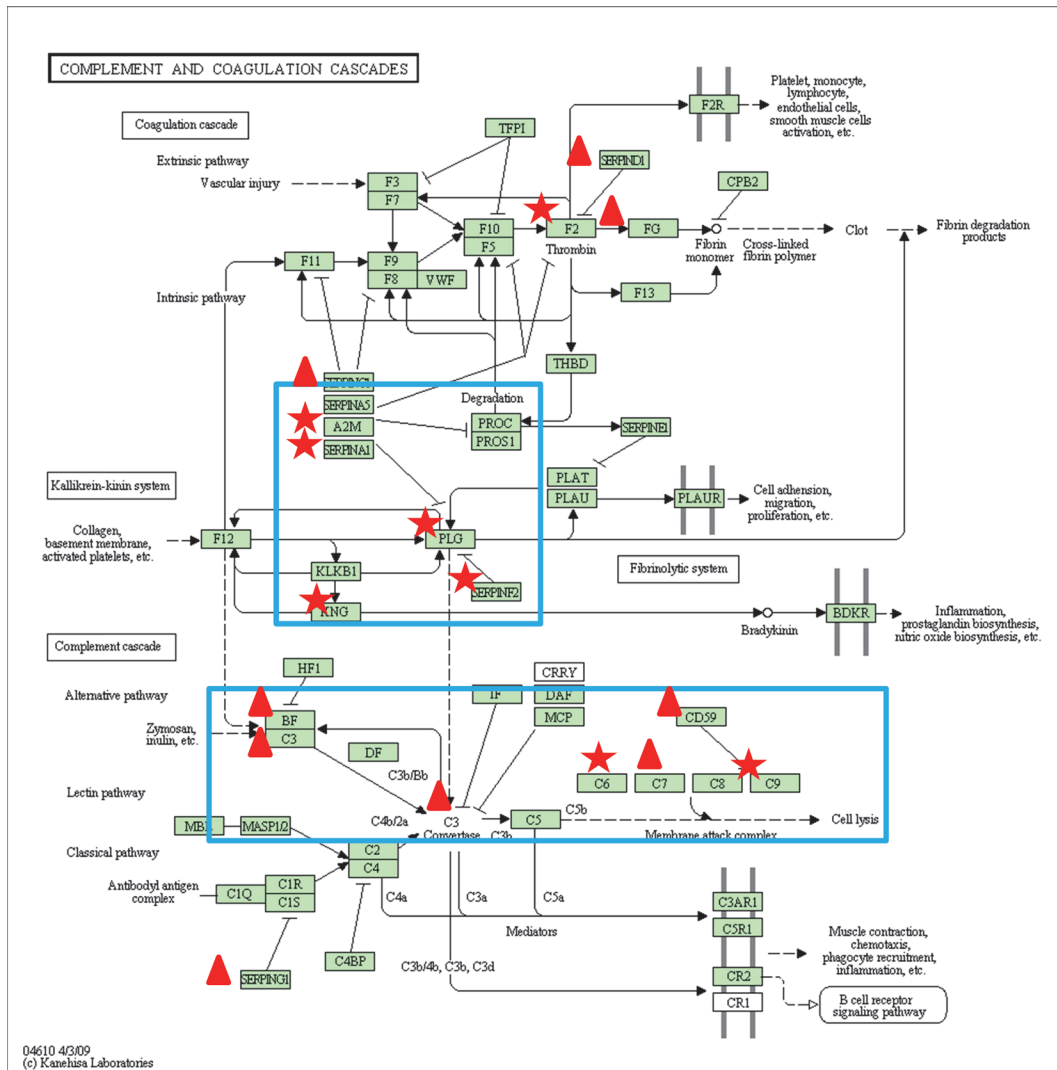 COMPLEMENT AND COAGULATION CASCADES
Coagulation cascade
Extrinsic pathway
Vascular injury
TFPI
F3
F7
F2R
Platelet, monocyte,
lymphocyte,
endothelial cells,
smooth muscle cells
activation, etc.
SERPIND1
CPB2
F10
F5
F2
Thrombin
FG
Fibrin
monomer
Cross-linked
fibrin polymer
Clot
Fibrin degradation
products
F11
F9
F8
VWF
Intrinsic pathway
F13
THBD
SERPINA5
A2M
SERPINA1
Degradation
PROC
PROS1
SERPINE1
PLAT
PLAU
PLAUR
Cell adhesion,
migration,
proliferation, etc.
Kallikrein-kinin system
Collagen,
basement membrane,
activated platelets, etc.
F12
PLG
KLKB1
KNG
SERPINF2
Fibrinolytic system
Bradykinin
BDKR
Inflammation,
prostaglandin biosynthesis,
nitric oxide biosynthesis, etc.
Complement cascade
HF1
CRRY
Alternative pathway
IF
DAF
MCP
Zymosan,
inulin, etc.
BF
C3
DF
C3b/Bb
CD59
C6
C7
C8
C9
Lectin pathway
C4b/2a
C3
Convertase
C3b
C5
C5b
Membrane attack complex
Cell lysis
MASP1/2
Classical pathway
C2
C4
Antibodyl antigen
complex
C1Q
C1R
C1S
C4a
C3a
C5a
Mediators
C3AR1
C5R1
Muscle contraction,
chemotaxis,
phagocyte recruitment,
inflammation, etc.
SERPING1
C4BP
C3b/4b, C3b, C3d
CR2
CR1
B cell receptor
signaling pathway
04610 4/3/09
(c) Kanehisa Laboratories